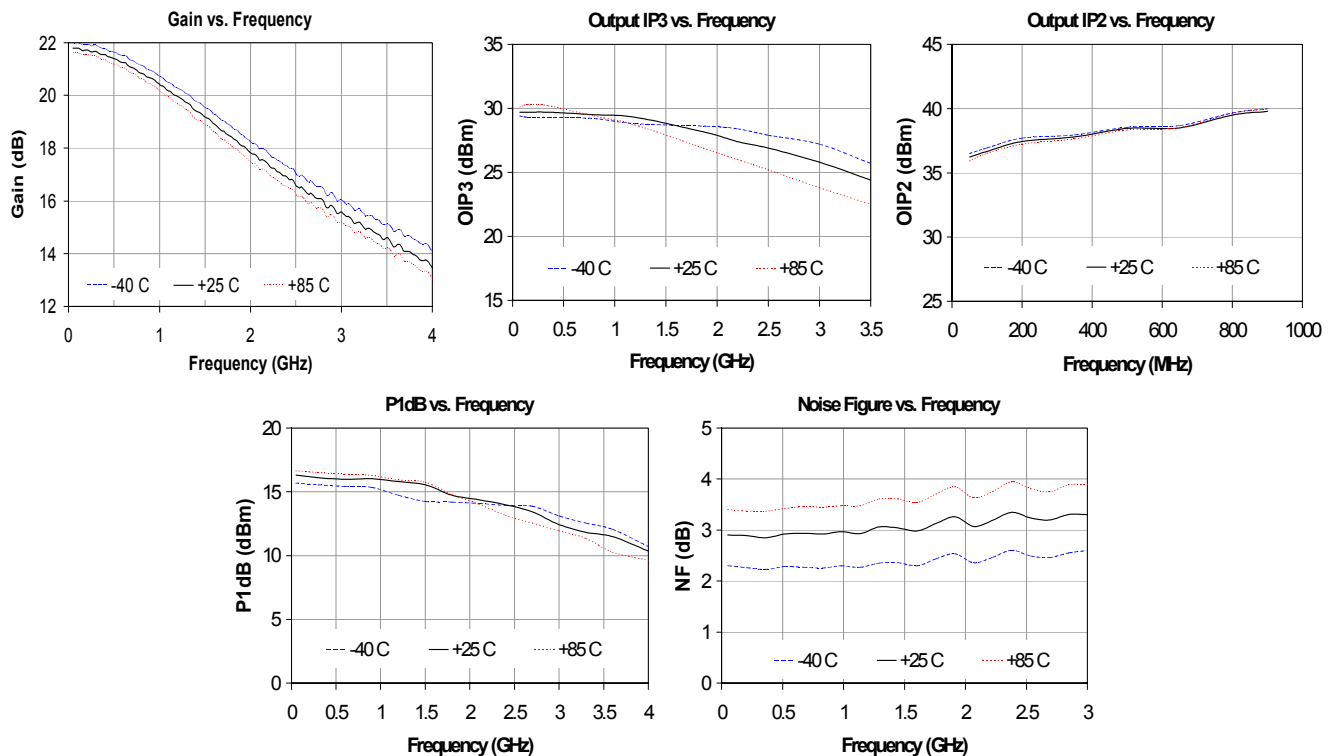 Gain vs. Frequency
Gain (dB)
22
20
18
16
14
12
-40 C +25 C +85 C
0 1 2 3 4
Frequency (GHz)
Output IP3 vs. Frequency
OIP3 (dBm)
35
30
25
20
15
-40 C +25 C +85 C
0 0.5 1 1.5 2 2.5 3 3.5
Frequency (GHz)
Output IP2 vs. Frequency
OIP2 (dBm)
45
40
35
30
25
-40 C +25 C +85 C
0 200 400 600 800 1000
Frequency (MHz)
P1dB vs. Frequency
P1dB (dBm)
20
15
10
5
0
-40 C +25 C +85 C
0 0.5 1 1.5 2 2.5 3 3.5 4
Frequency (GHz)
Noise Figure vs. Frequency
NF (dB)
5
4
3
2
1
0
-40 C +25 C +85 C
0 0.5 1 1.5 2 2.5 3
Frequency (GHz)